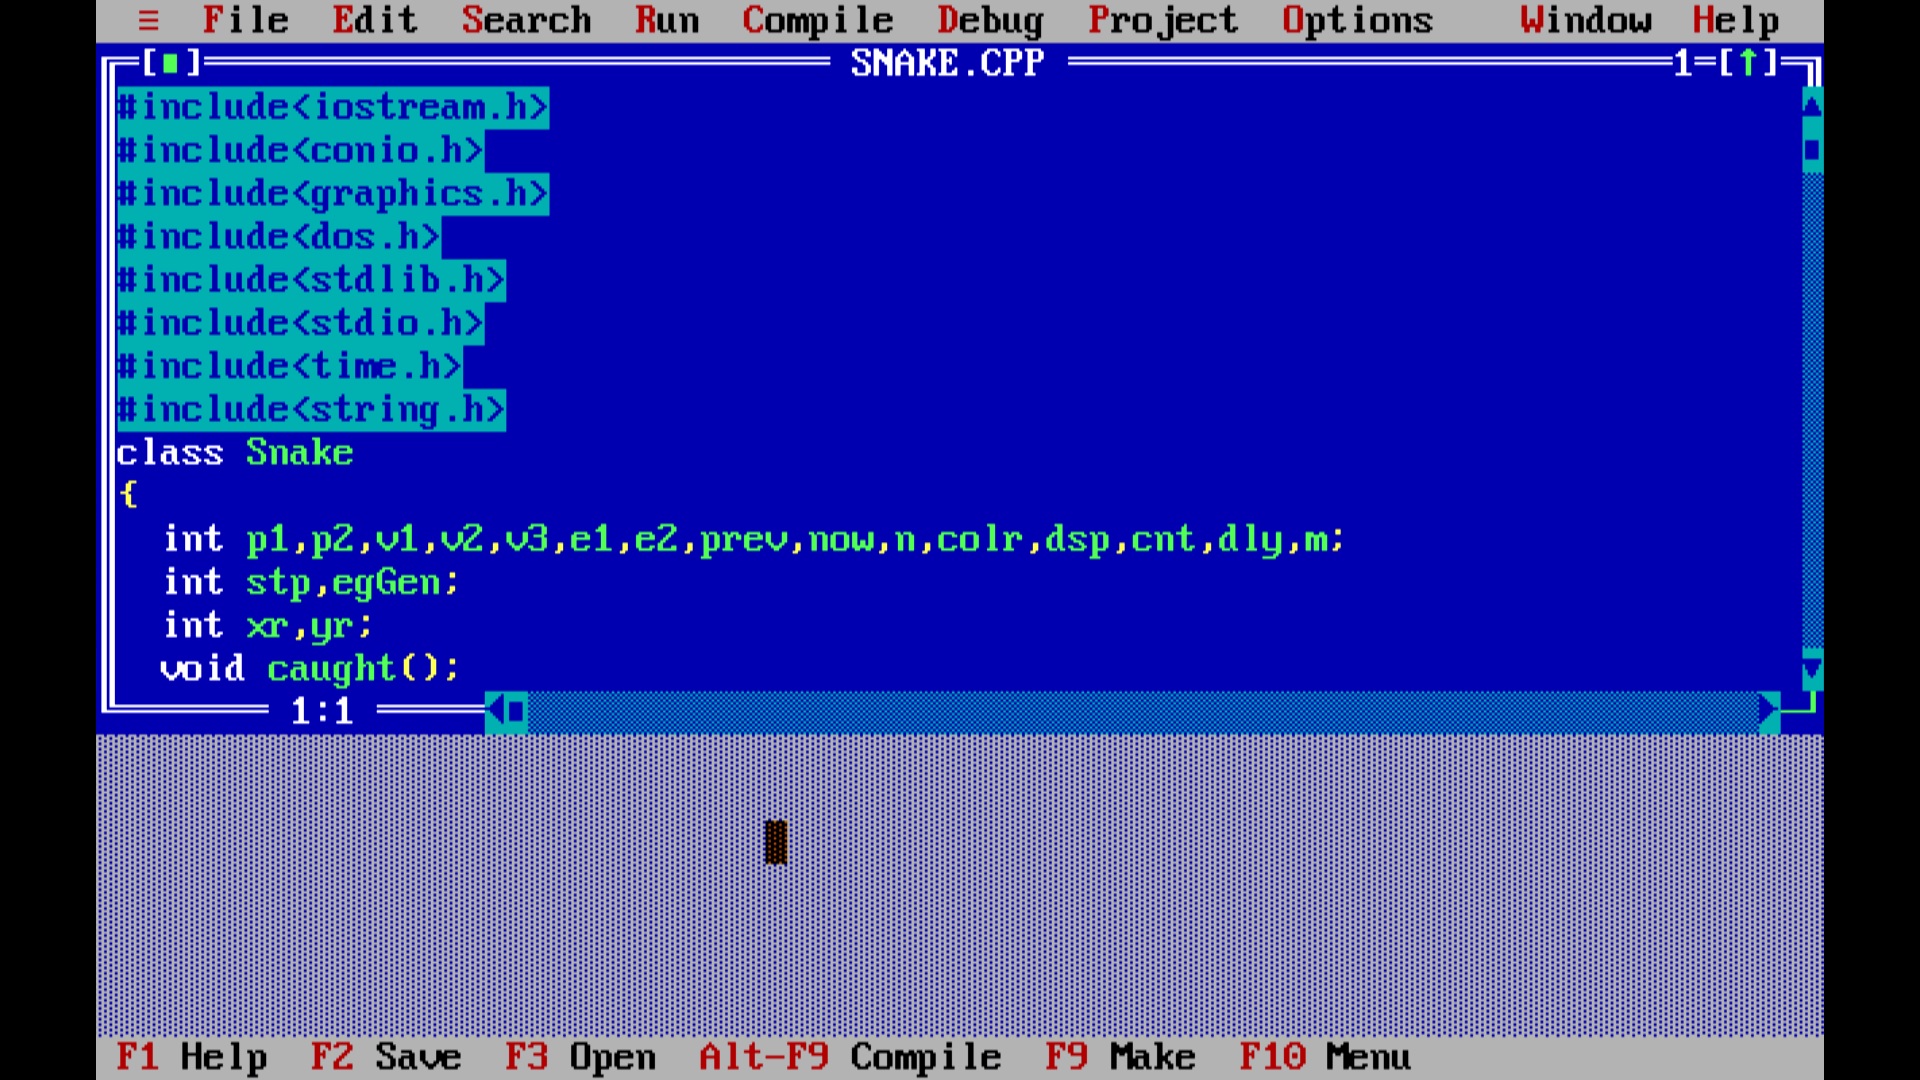 ≡ File Edit Search Run Compile Debug Project Options Window Help
[■] SNAKE.CPP 1=[↑]
#include<iostream.h>
#include<conio.h>
#include<graphics.h>
#include<dos.h>
#include<stdlib.h>
#include<stdio.h>
#include<time.h>
#include<string.h>
class Snake
{
  int p1,p2,v1,v2,v3,e1,e2,prev,now,n,colr,dsp,cnt,dly,m;
  int stp,egGen;
  int xr,yr;
  void caught();
1:1
F1 Help F2 Save F3 Open Alt-F9 Compile F9 Make F10 Menu